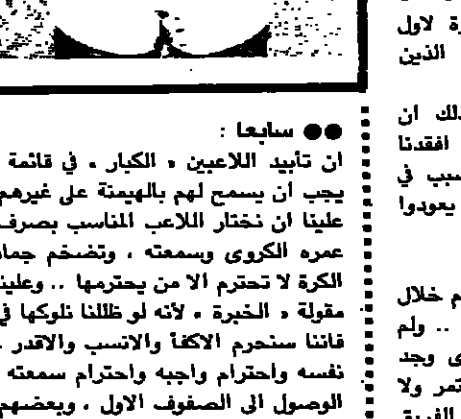 سابعا :
ان تأييد اللاعبين « الكبار » في قائمة
يجب ان يسمح لهم بالهيمنة على غيرهم
علينا ان نختار اللاعب المناسب بصرف
عمره الكروى وسمعته ، وتضخم جما
الكرة لا تحترم الا من يحترمها .. وعلينا
مقولة « الخبرة » لأنه لو ظللنا نلوكها في
فاننا سنحرم الاكفأ والانسب والاقدر
نفسه واحترام واجبه واحترام سمعته
الوصول الى الصفوف الاول ، وبعضهم
ة لاول
الذين
لك ان
افقدنا
سبب في
يعودوا
م خلال
.. ولم
ى وجد
تمر ولا
الفريق